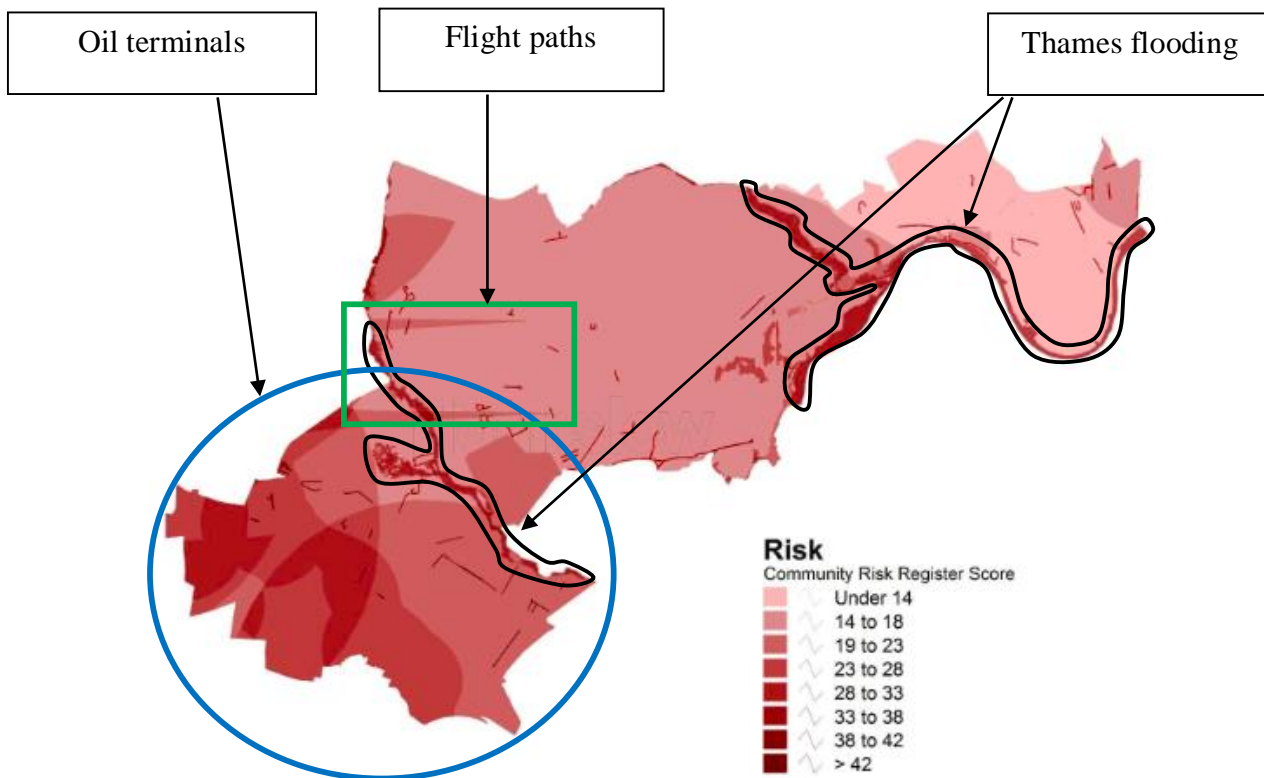 Oil terminals
Flight paths
Thames flooding
Risk
Community Risk Register Score
Under 14
14 to 18
19 to 23
23 to 28
28 to 33
33 to 38
38 to 42
> 42